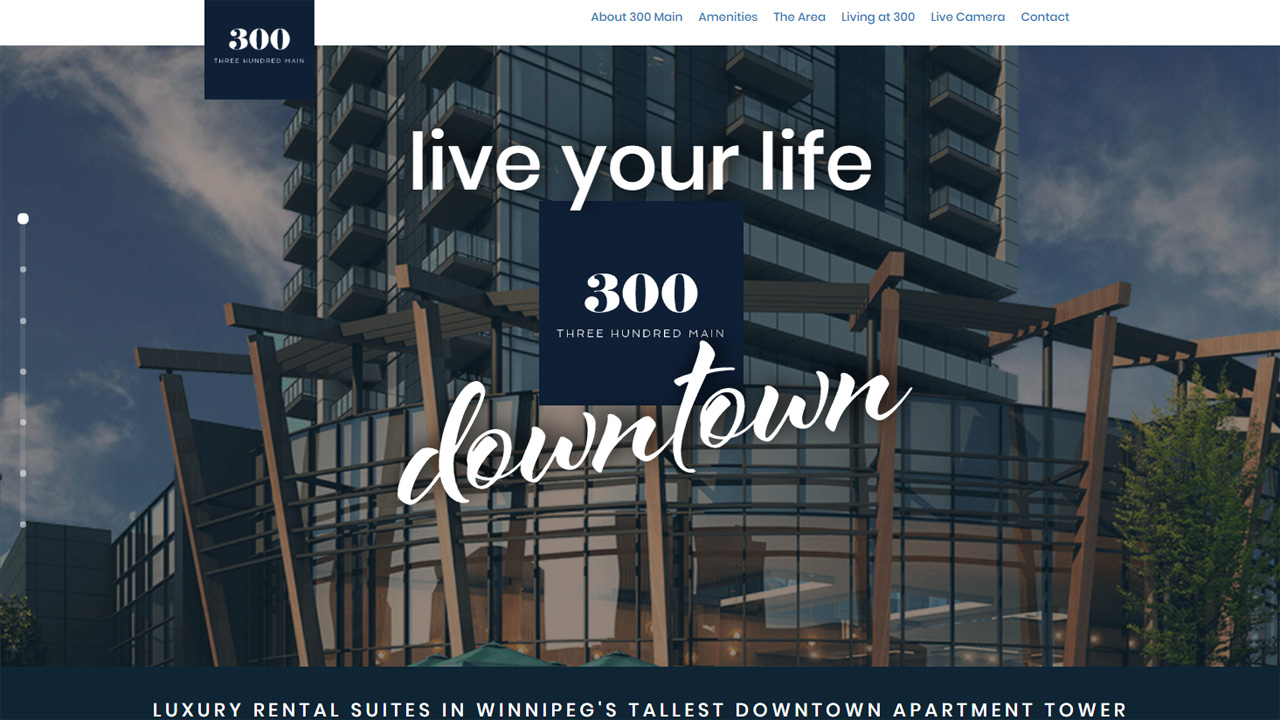 300
THREE HUNDRED MAIN
About 300 Main Amenities The Area Living at 300 Live Camera Contact
live your life
300
THREE HUNDRED MAIN
downtown
LUXURY RENTAL SUITES IN WINNIPEG'S TALLEST DOWNTOWN APARTMENT TOWER